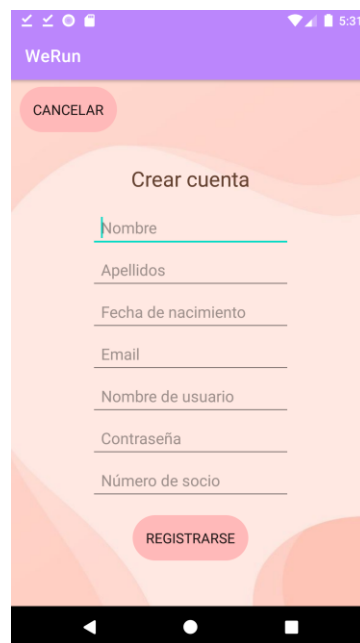 5:31
WeRun
CANCELAR
Crear cuenta
Nombre
Apellidos
Fecha de nacimiento
Email
Nombre de usuario
Contraseña
Número de socio
REGISTRARSE